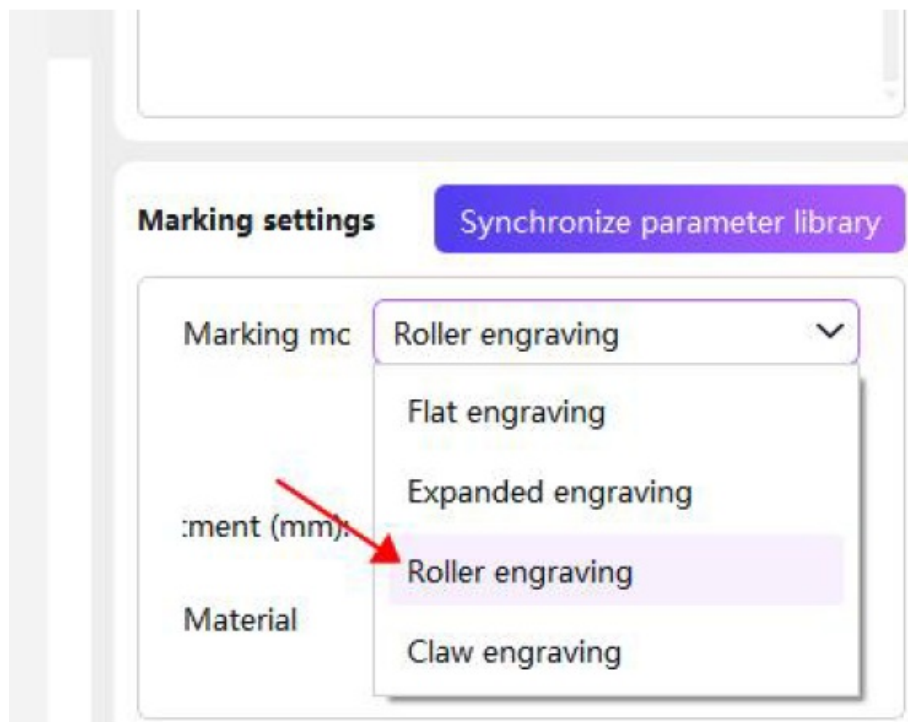 Marking settings
Synchronize parameter library
Marking mc
Roller engraving
Flat engraving
Expanded engraving
:ment (mm):
Roller engraving
Material
Claw engraving